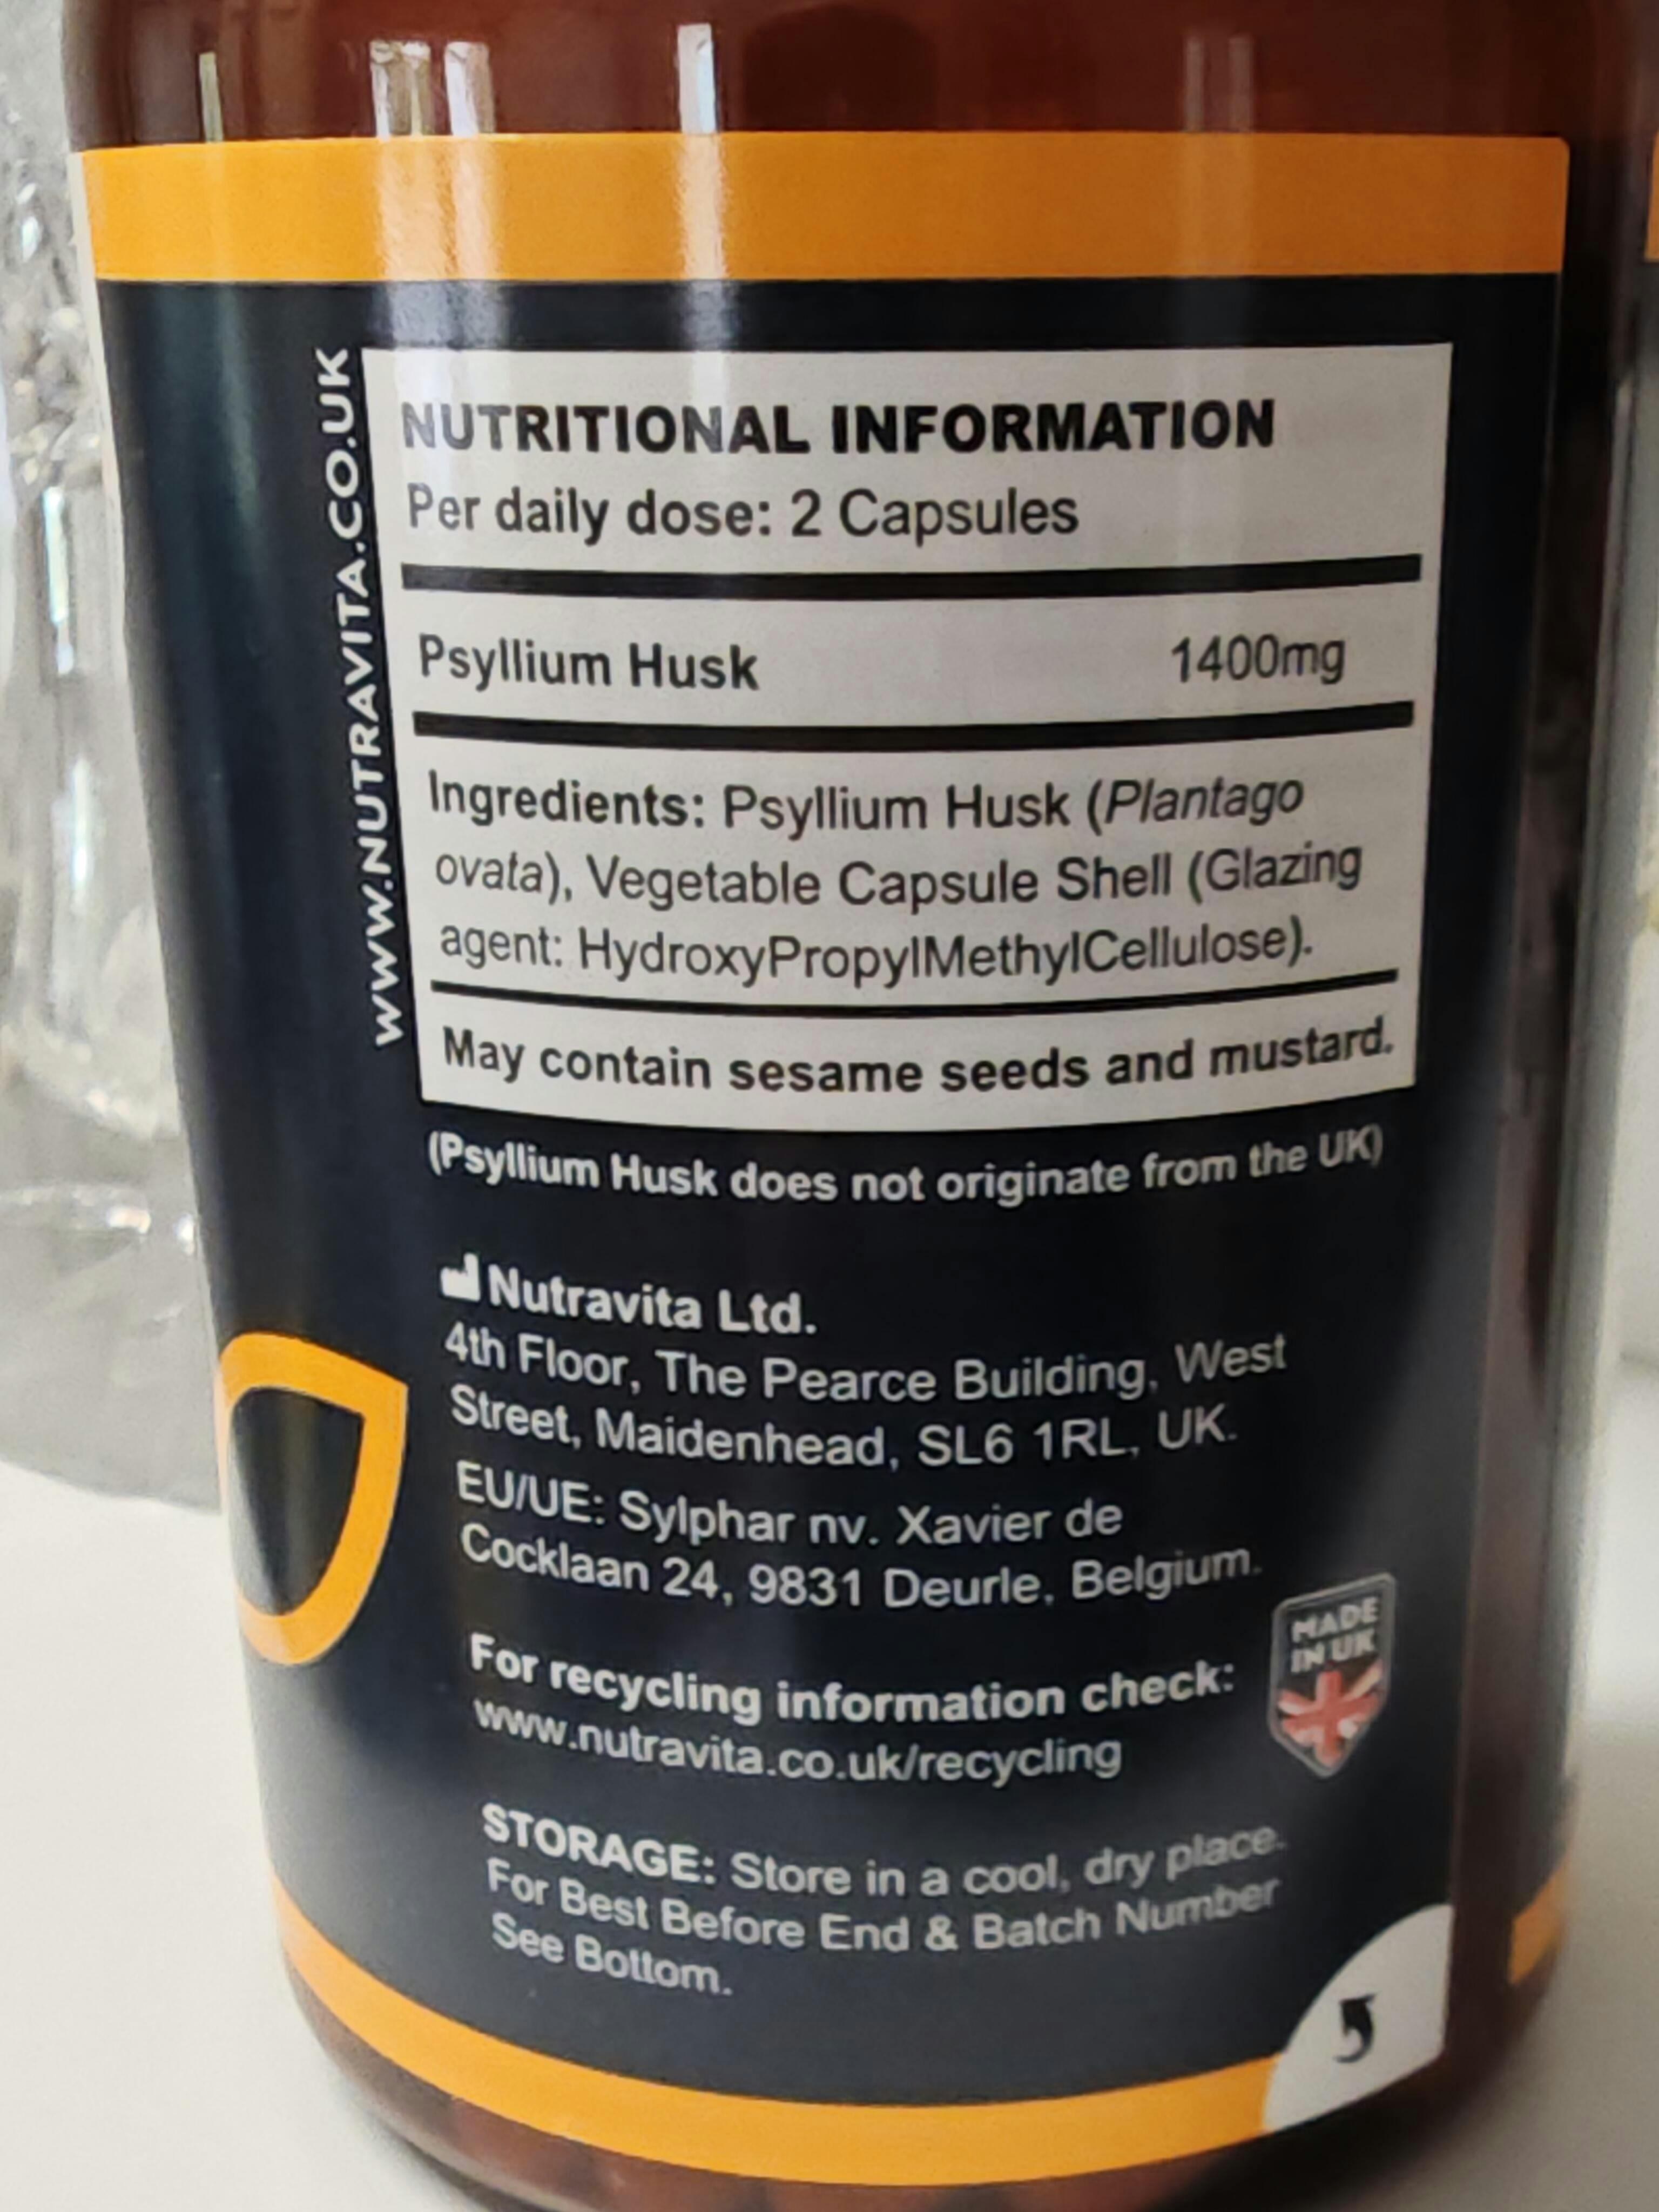 WWW.NUTRAVITA.CO.UK
NUTRITIONAL INFORMATION
Per daily dose: 2 Capsules
Psyllium Husk 1400mg
Ingredients: Psyllium Husk (Plantago
ovata), Vegetable Capsule Shell (Glazing
agent: HydroxyPropylMethylCellulose).
May contain sesame seeds and mustard.
(Psyllium Husk does not originate from the UK)
Nutravita Ltd.
4th Floor, The Pearce Building, West
Street, Maidenhead, SL6 1RL, UK.
EU/UE: Sylphar nv. Xavier de
Cocklaan 24, 9831 Deurle, Belgium.
For recycling information check:
www.nutravita.co.uk/recycling
MADE
IN UK
STORAGE: Store in a cool, dry place.
For Best Before End & Batch Number
See Bottom.